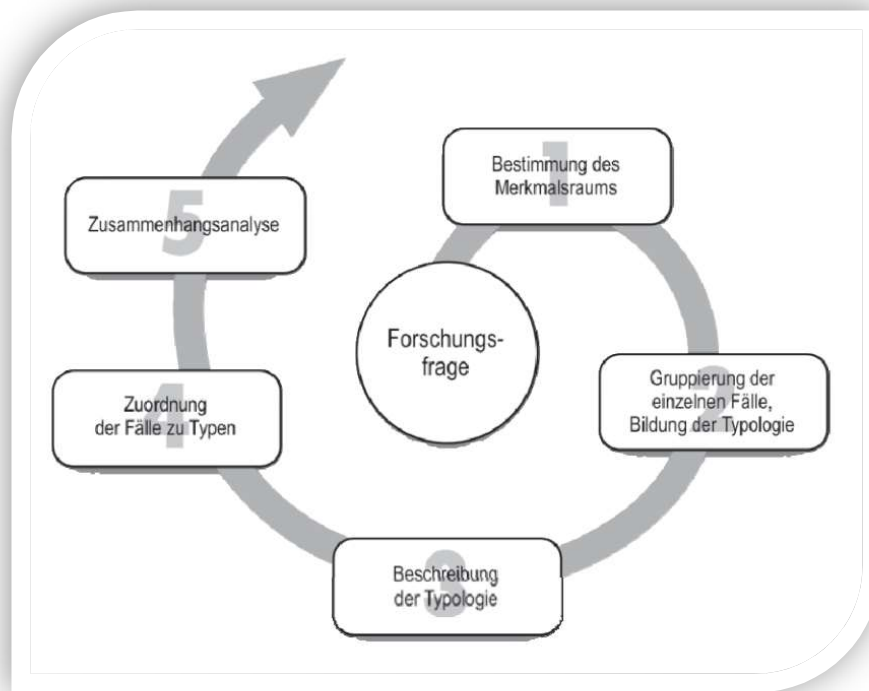 1
Bestimmung des
Merkmalsraums
Forschungs-
frage
2
Gruppierung der
einzelnen Fälle,
Bildung der Typologie
3
Beschreibung
der Typologie
4
Zuordnung
der Fälle zu Typen
5
Zusammenhangsanalyse